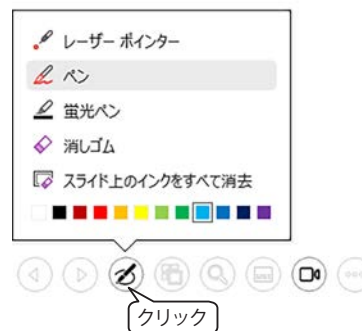 レーザー ポインター
ペン
蛍光ペン
消しゴム
スライド上のインクをすべて消去
クリック